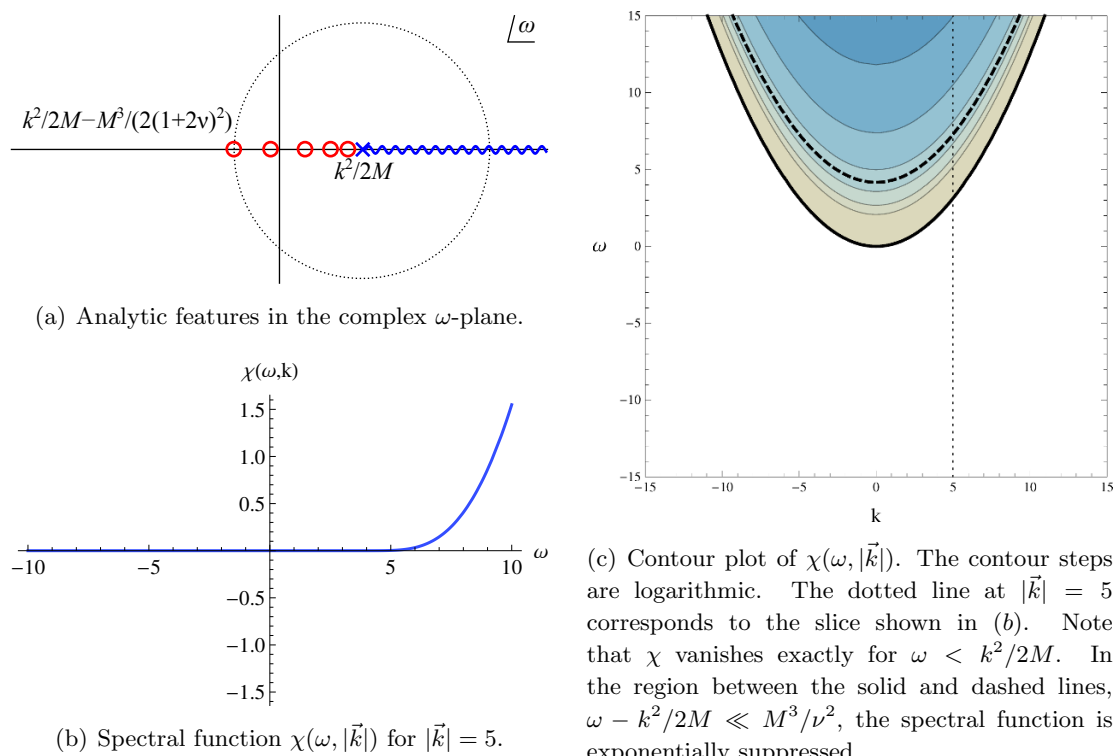 ω
k²/2M−M³/(2(1+2ν)²)
k²/2M
(a) Analytic features in the complex ω-plane.
χ(ω,k)
1.5
1.0
0.5
−10
−5
5
10
ω
−0.5
−1.0
−1.5
(b) Spectral function χ(ω, |k⃗|) for |k⃗| = 5.
15
10
5
0
−5
−10
−15
ω
−15
−10
−5
0
5
10
15
k
(c) Contour plot of χ(ω, |k⃗|). The contour steps
are logarithmic. The dotted line at |k⃗| = 5
corresponds to the slice shown in (b). Note
that χ vanishes exactly for ω < k²/2M. In
the region between the solid and dashed lines,
ω − k²/2M ≪ M³/ν², the spectral function is
exponentially suppressed